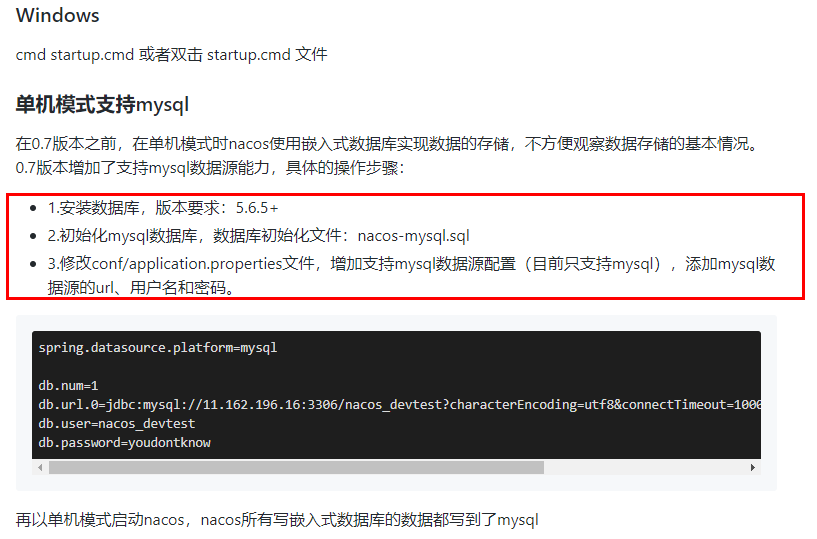 Windows
cmd startup.cmd 或者双击 startup.cmd 文件
单机模式支持mysql
在0.7版本之前，在单机模式时nacos使用嵌入式数据库实现数据的存储，不方便观察数据存储的基本情况。
0.7版本增加了支持mysql数据源能力，具体的操作步骤：
1.安装数据库，版本要求：5.6.5+
2.初始化mysql数据库，数据库初始化文件：nacos-mysql.sql
3.修改conf/application.properties文件，增加支持mysql数据源配置（目前只支持mysql），添加mysql数
据源的url、用户名和密码。
spring.datasource.platform=mysql
db.num=1
db.url.0=jdbc:mysql://11.162.196.16:3306/nacos_devtest?characterEncoding=utf8&connectTimeout=1000
db.user=nacos_devtest
db.password=youdontknow
再以单机模式启动nacos，nacos所有写嵌入式数据库的数据都写到了mysql